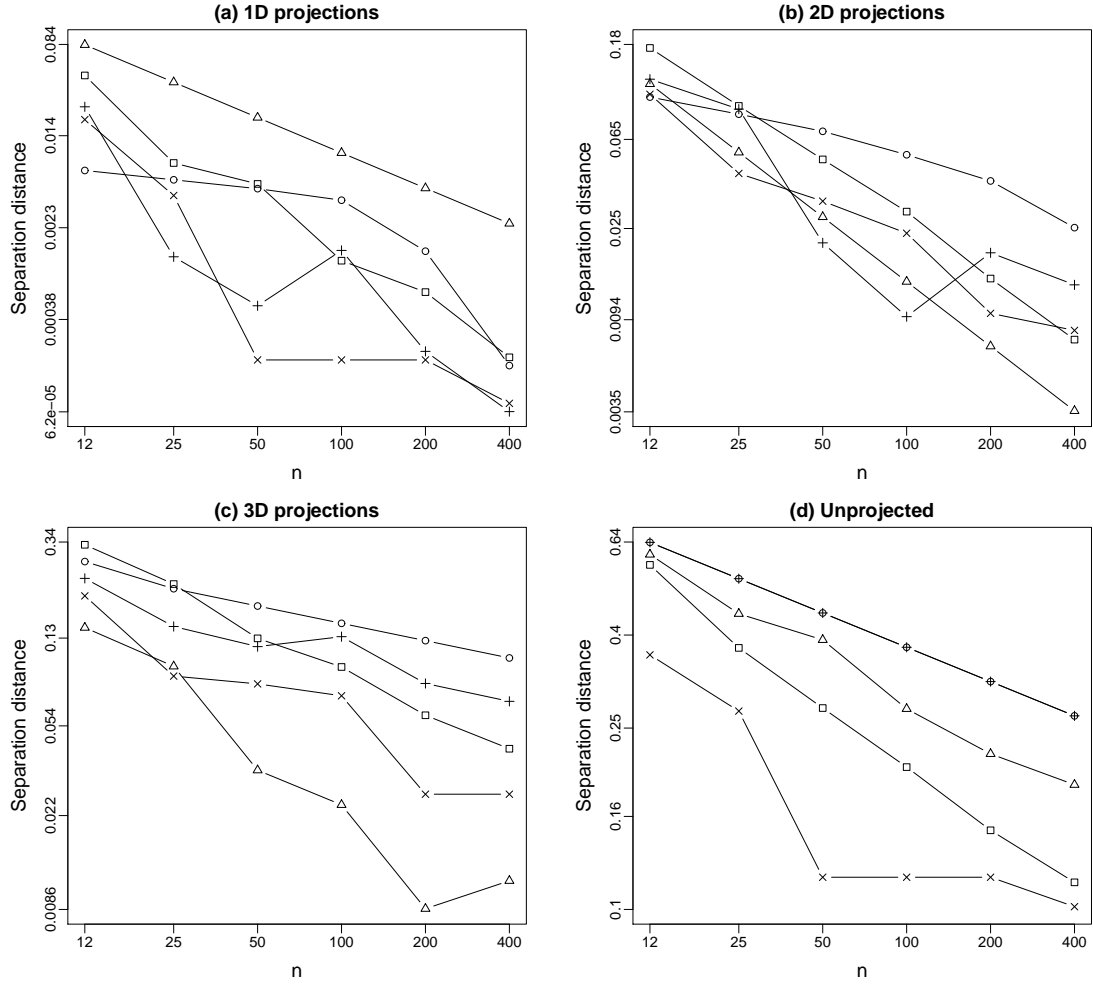 (a) 1D projections
Separation distance
0.084
0.014
0.0023
0.00038
6.2e−05
12 25 50 100 200 400
n
(b) 2D projections
Separation distance
0.18
0.065
0.025
0.0094
0.0035
12 25 50 100 200 400
n
(c) 3D projections
Separation distance
0.34
0.13
0.054
0.022
0.0086
12 25 50 100 200 400
n
(d) Unprojected
Separation distance
0.64
0.4
0.25
0.16
0.1
12 25 50 100 200 400
n